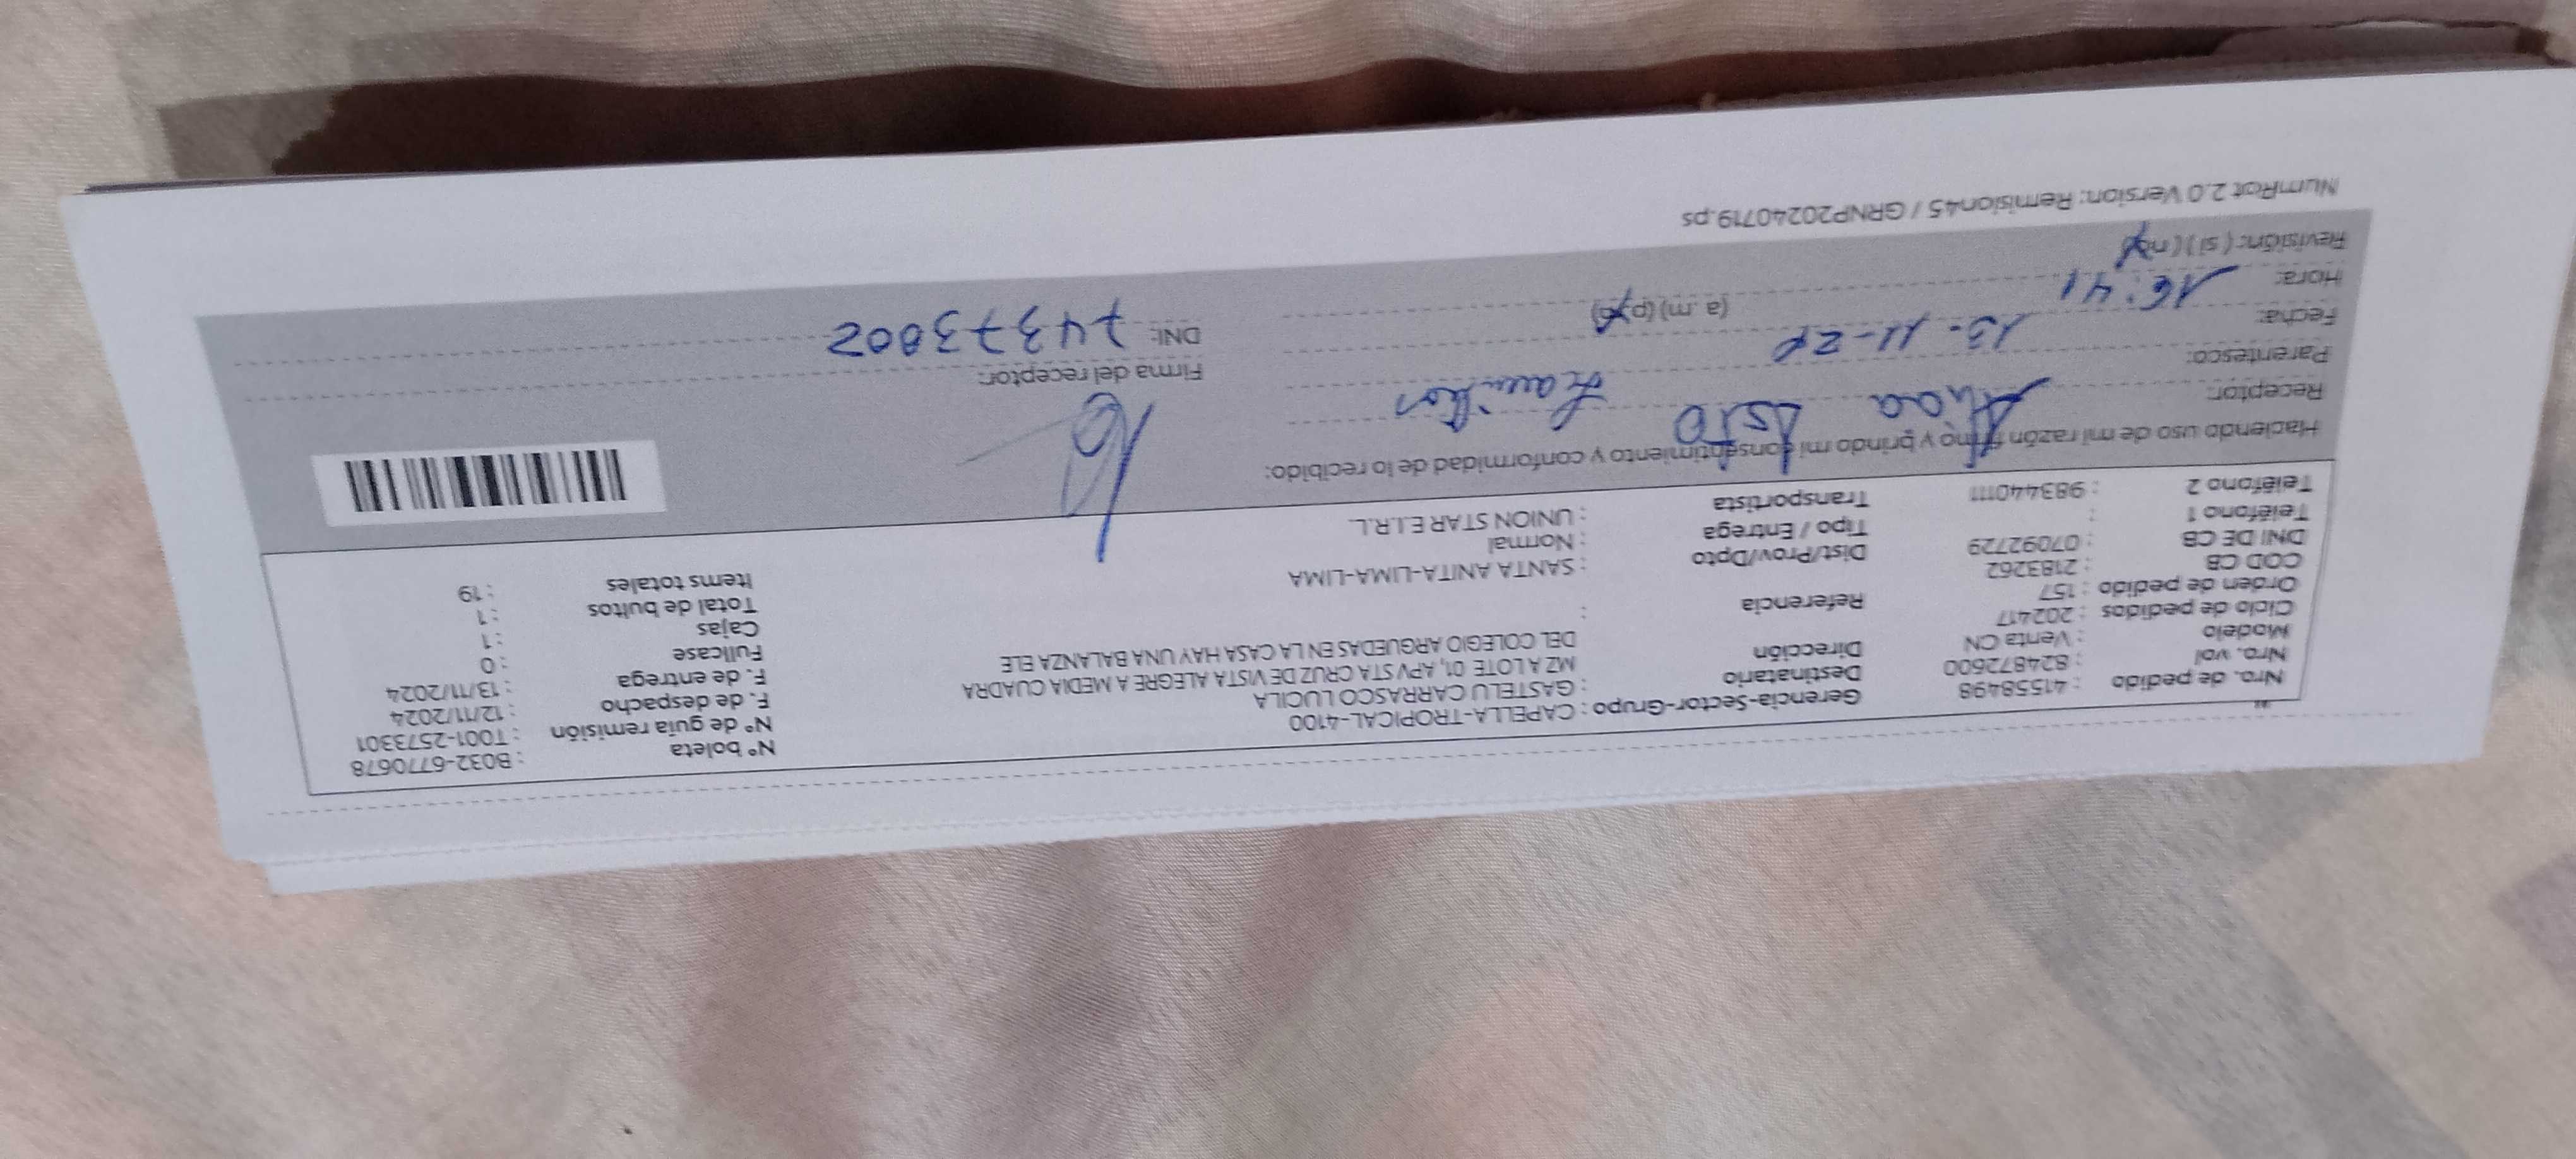 Nro. de pedido : 41558498 Gerencia-Sector-Grupo : CAPELLA-TROPICAL-4100 N° boleta : B032-6770678
Nro. vol : 824872600 Destinatario : GASTELU CARRASCO LUCILA N° de guía remisión : T001-2573301
Modelo : Venta CN Dirección MZ A LOTE 01, APV STA CRUZ DE VISTA ALEGRE A MEDIA CUADRA F. de despacho : 12/11/2024
Ciclo de pedidos : 202417 DEL COLEGIO ARGUEDAS EN LA CASA HAY UNA BALANZA ELE F. de entrega : 13/11/2024
Orden de pedido : 157 Referencia : Fullcase : 0
COD CB : 2183262 Cajas : 1
DNI DE CB : 07092729 Dist/Prov/Dpto : SANTA ANITA-LIMA-LIMA Total de bultos : 1
Teléfono 1 : Tipo / Entrega : Normal Items totales : 19
Teléfono 2 : 983440111 Transportista : UNION STAR E.I.R.L.
Haciendo uso de mi razón firmo y brindo mi consentimiento y conformidad de lo recibido:
Receptor:
Parentesco: Firma del receptor:
Fecha: 13-11-24 DNI: 74373002
Hora: 16:41 (a .m) (p)
Revisión: ( si ) ( no
NumRot 2.0 Version: Remision45 / GRNP20240719.ps